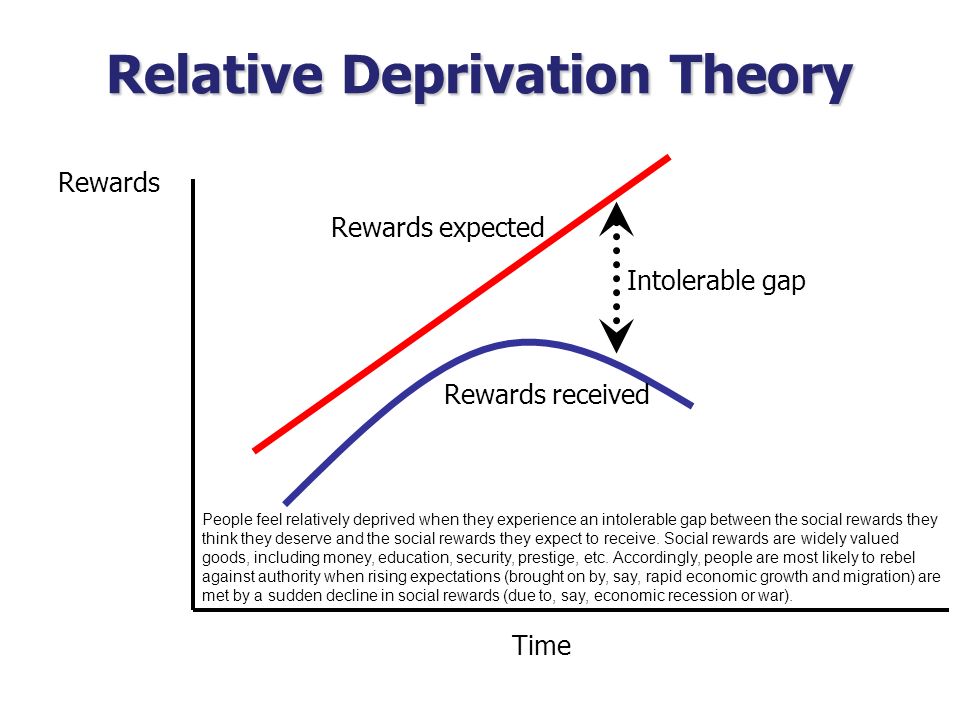 Relative Deprivation Theory
Rewards
Rewards expected
Intolerable gap
Rewards received
People feel relatively deprived when they experience an intolerable gap between the social rewards they
think they deserve and the social rewards they expect to receive. Social rewards are widely valued
goods, including money, education, security, prestige, etc. Accordingly, people are most likely to rebel
against authority when rising expectations (brought on by, say, rapid economic growth and migration) are
met by a sudden decline in social rewards (due to, say, economic recession or war).
Time